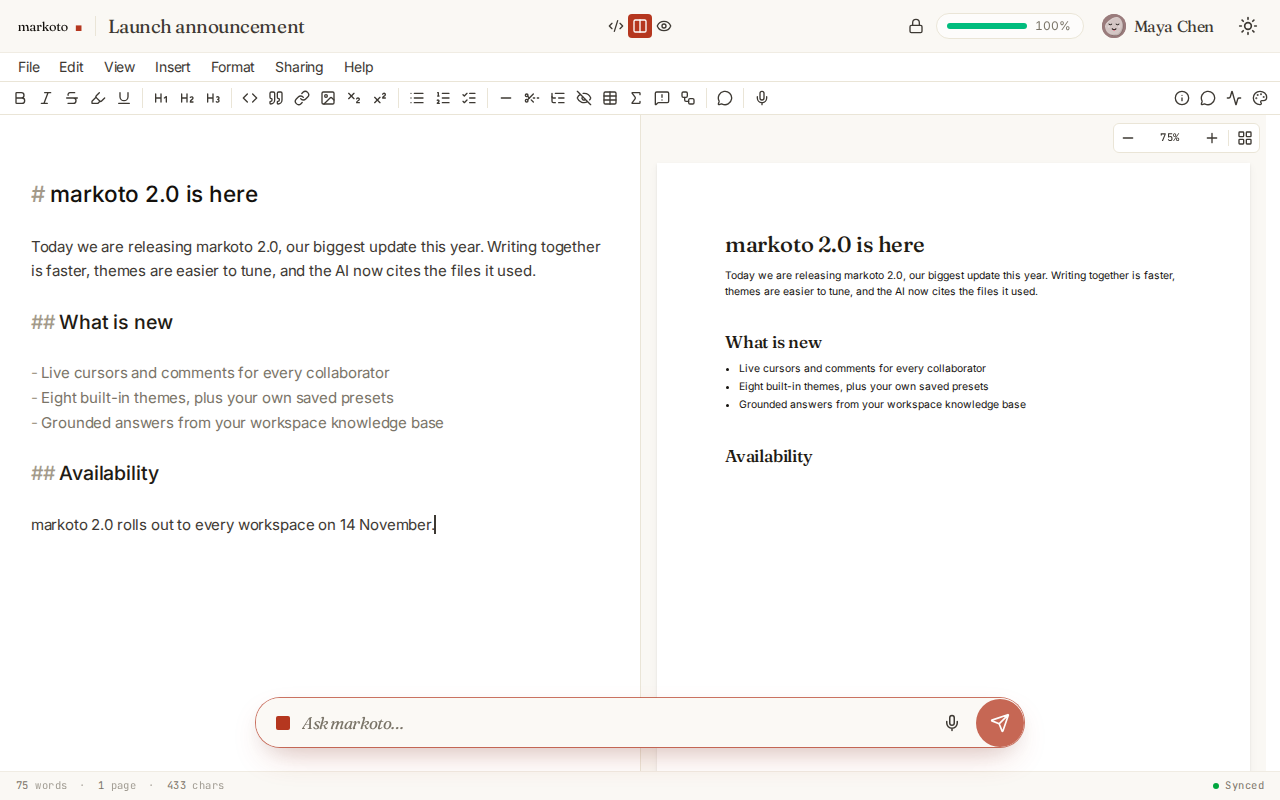 markoto
Launch announcement
100%
Maya Chen
File Edit View Insert Format Sharing Help
H1 H2 H3
75%
# markoto 2.0 is here
Today we are releasing markoto 2.0, our biggest update this year. Writing together
is faster, themes are easier to tune, and the AI now cites the files it used.
## What is new
- Live cursors and comments for every collaborator
- Eight built-in themes, plus your own saved presets
- Grounded answers from your workspace knowledge base
## Availability
markoto 2.0 rolls out to every workspace on 14 November.
markoto 2.0 is here
Today we are releasing markoto 2.0, our biggest update this year. Writing together is faster,
themes are easier to tune, and the AI now cites the files it used.
What is new
• Live cursors and comments for every collaborator
• Eight built-in themes, plus your own saved presets
• Grounded answers from your workspace knowledge base
Availability
Ask markoto...
75 words · 1 page · 433 chars
Synced